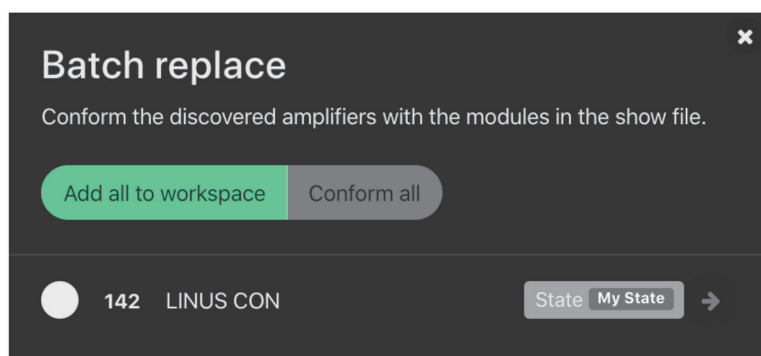 Batch replace
Conform the discovered amplifiers with the modules in the show file.
Add all to workspace Conform all
142 LINUS CON State My State